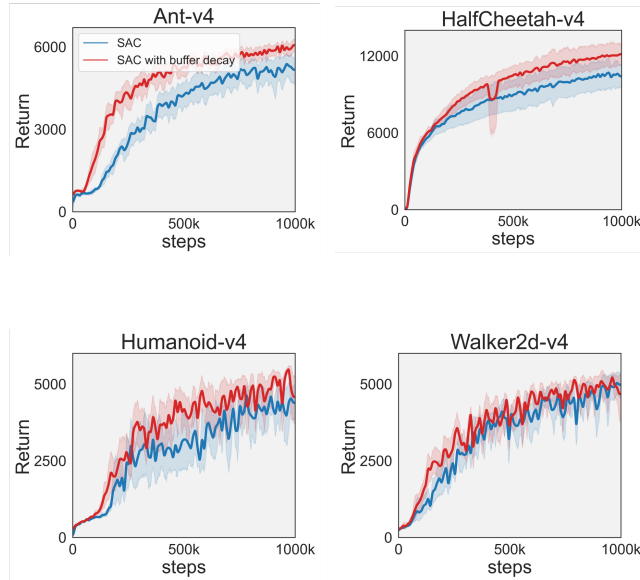 Ant-v4
SAC
SAC with buffer decay
6000
3000
0
Return
0
500k
1000k
steps
HalfCheetah-v4
12000
6000
0
Return
0
500k
1000k
steps
Humanoid-v4
5000
2500
0
Return
0
500k
1000k
steps
Walker2d-v4
5000
2500
0
Return
0
500k
1000k
steps